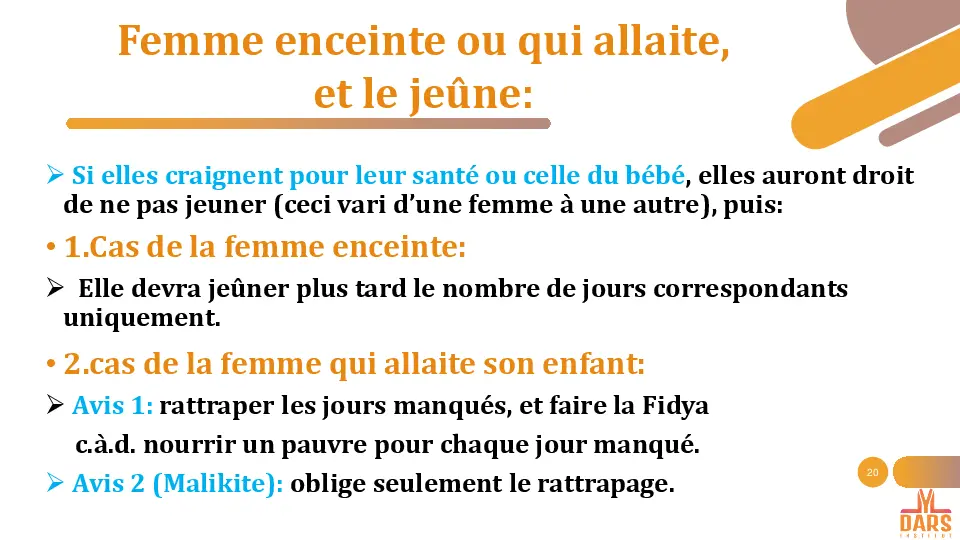 Femme enceinte ou qui allaite,
et le jeûne:
➢ Si elles craignent pour leur santé ou celle du bébé, elles auront droit
de ne pas jeuner (ceci vari d’une femme à une autre), puis:
• 1.Cas de la femme enceinte:
➢ Elle devra jeûner plus tard le nombre de jours correspondants
uniquement.
• 2.cas de la femme qui allaite son enfant:
➢ Avis 1: rattraper les jours manqués, et faire la Fidya
c.à.d. nourrir un pauvre pour chaque jour manqué.
➢ Avis 2 (Malikite): oblige seulement le rattrapage.
20
DARS
INSTITUT